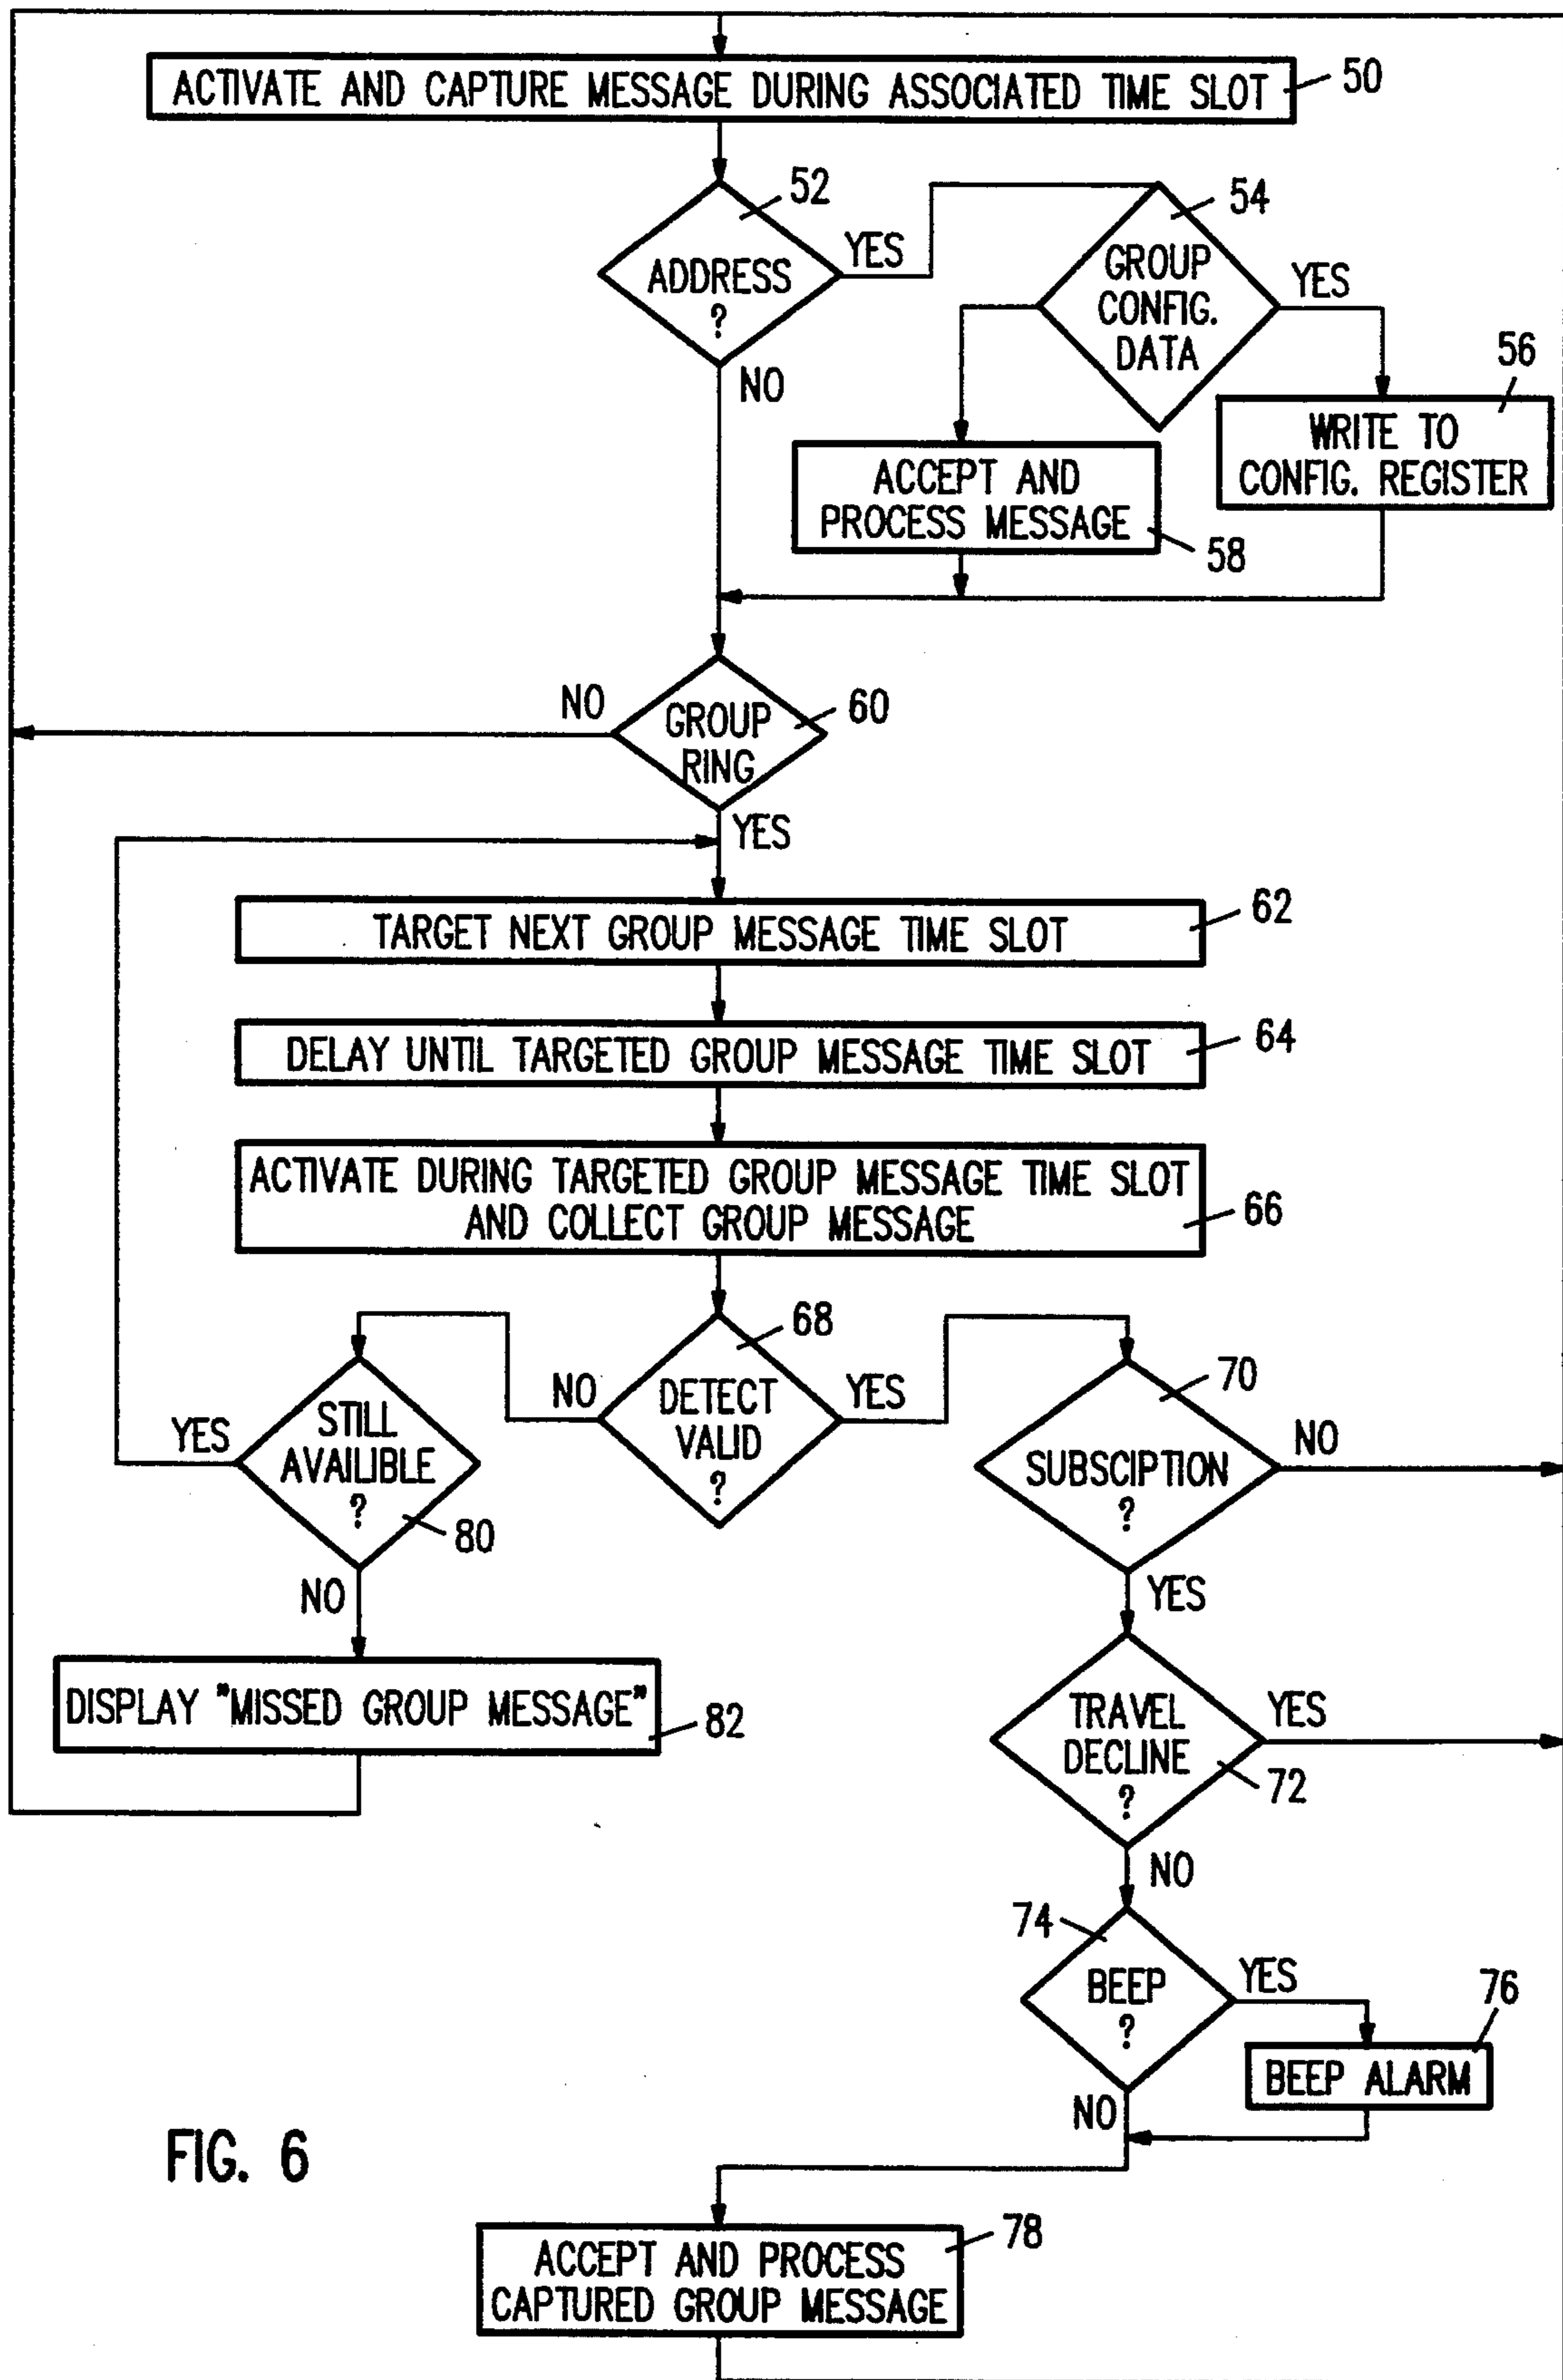 ACTIVATE AND CAPTURE MESSAGE DURING ASSOCIATED TIME SLOT
50
52
ADDRESS
?
YES
NO
54
GROUP
CONFIG.
DATA
YES
56
WRITE TO
CONFIG. REGISTER
ACCEPT AND
PROCESS MESSAGE
58
NO
GROUP
RING
60
YES
TARGET NEXT GROUP MESSAGE TIME SLOT
62
DELAY UNTIL TARGETED GROUP MESSAGE TIME SLOT
64
ACTIVATE DURING TARGETED GROUP MESSAGE TIME SLOT
AND COLLECT GROUP MESSAGE
66
68
DETECT
VALID
?
NO
YES
STILL
AVAILIBLE
?
80
YES
NO
DISPLAY "MISSED GROUP MESSAGE"
82
70
SUBSCIPTION
?
NO
YES
TRAVEL
DECLINE
?
72
YES
NO
74
BEEP
?
YES
76
BEEP ALARM
NO
78
ACCEPT AND PROCESS
CAPTURED GROUP MESSAGE
FIG. 6